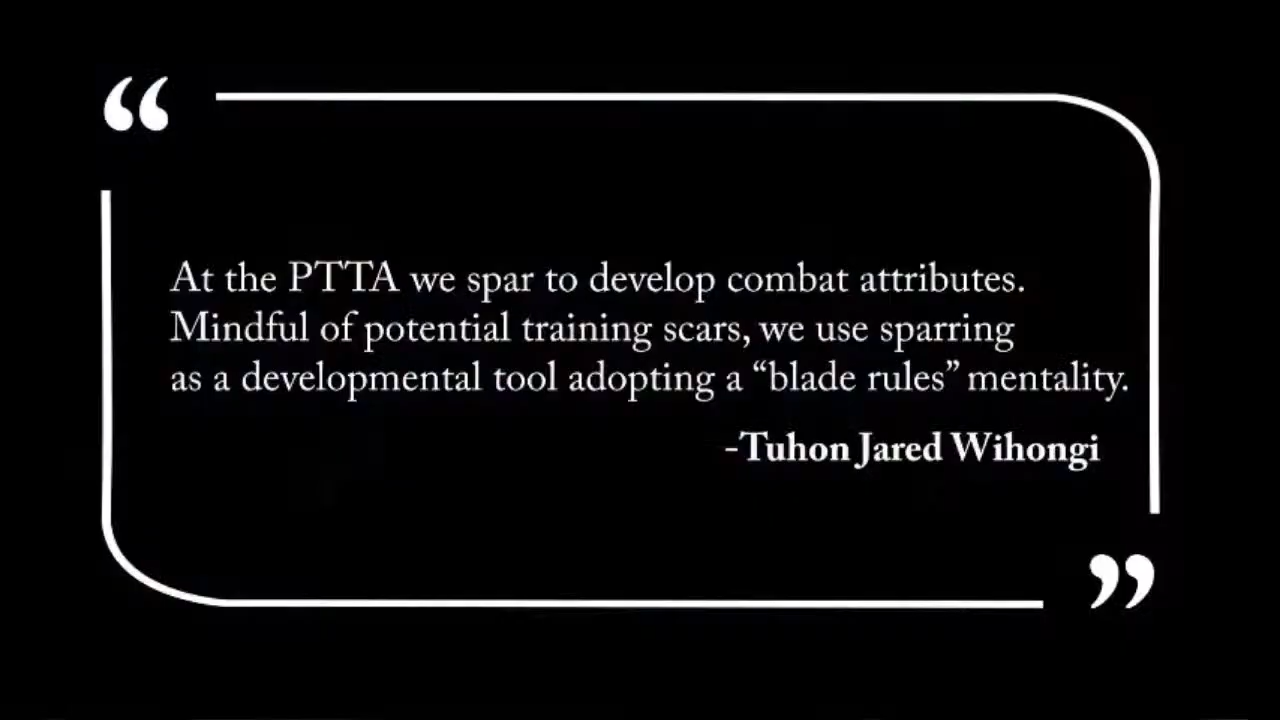 “
At the PTTA we spar to develop combat attributes.
Mindful of potential training scars, we use sparring
as a developmental tool adopting a “blade rules” mentality.
-Tuhon Jared Wihongi
”